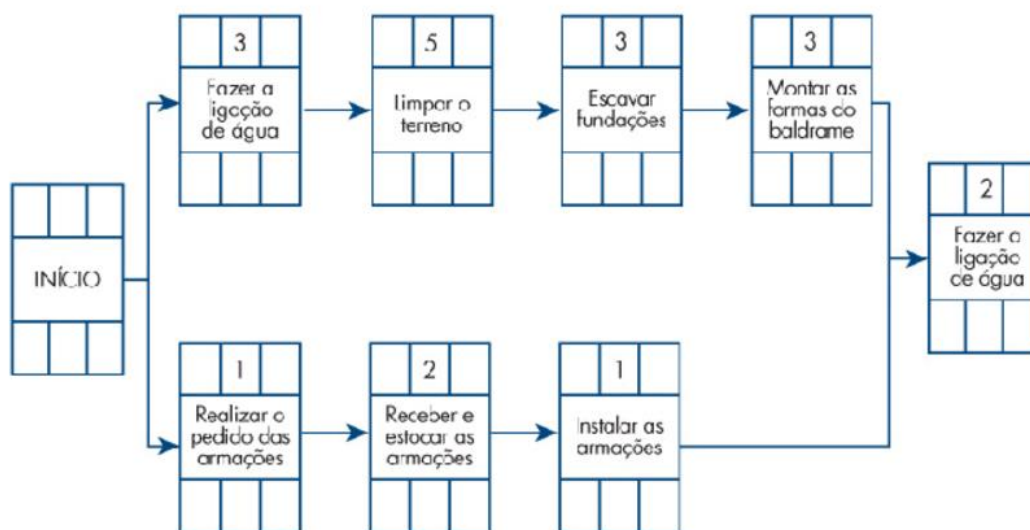 3
Fazer a
ligação
de água
5
Limpar o
terreno
3
Escavar
fundações
3
Montar as
formas do
baldrame
INÍCIO
2
Fazer a
ligação
de água
1
Realizar o
pedido das
armações
2
Receber e
estocar as
armações
1
Instalar as
armações